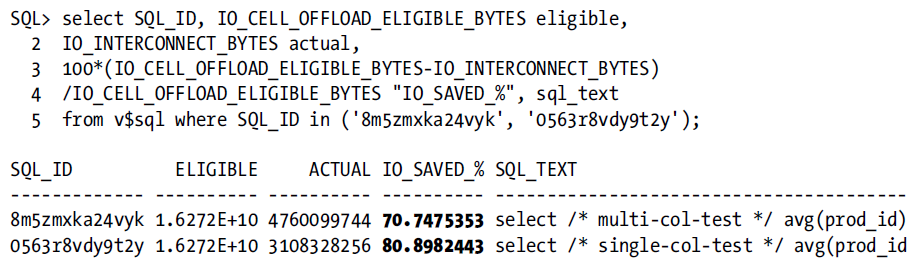 SQL> select SQL_ID, IO_CELL_OFFLOAD_ELIGIBLE_BYTES eligible,
  2  IO_INTERCONNECT_BYTES actual,
  3  100*(IO_CELL_OFFLOAD_ELIGIBLE_BYTES-IO_INTERCONNECT_BYTES)
  4  /IO_CELL_OFFLOAD_ELIGIBLE_BYTES "IO_SAVED_%", sql_text
  5  from v$sql where SQL_ID in ('8m5zmxka24vyk', '0563r8vdy9t2y');
SQL_ID          ELIGIBLE     ACTUAL IO_SAVED_% SQL_TEXT
------------- ---------- ---------- ---------- ----------------------------------------
8m5zmxka24vyk 1.6272E+10 4760099744 70.7475353 select /* multi-col-test */ avg(prod_id)
0563r8vdy9t2y 1.6272E+10 3108328256 80.8982443 select /* single-col-test */ avg(prod_id